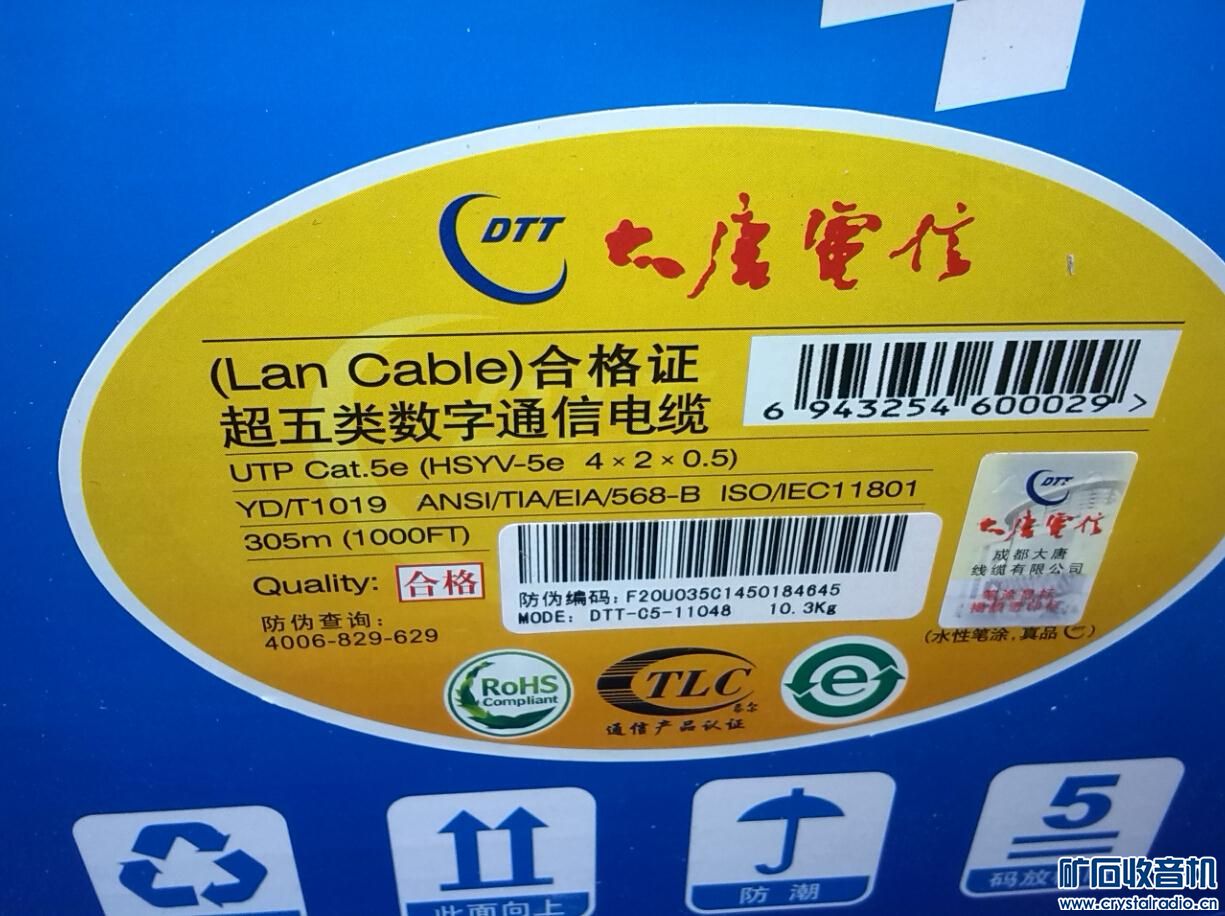 DTT 大唐電信
(Lan Cable)合格证
超五类数字通信电缆
6 943254 600029 >
UTP Cat.5e (HSYV-5e 4×2×0.5)
YD/T1019 ANSI/TIA/EIA/568-B ISO/IEC11801
305m (1000FT)
Quality: 合格
防伪查询:
4006-829-629
防伪编码: F20U035C1450184645
MODE: DTT-C5-11048 10.3Kg
DTT
大唐電信
成都大唐
线缆有限公司
(水性笔涂,真品
RoHS
Compliant
TLC
泰尔
通信产品认证
e
此面向上
防潮
5
码放
矿石收音机
www.crystalradio.cn